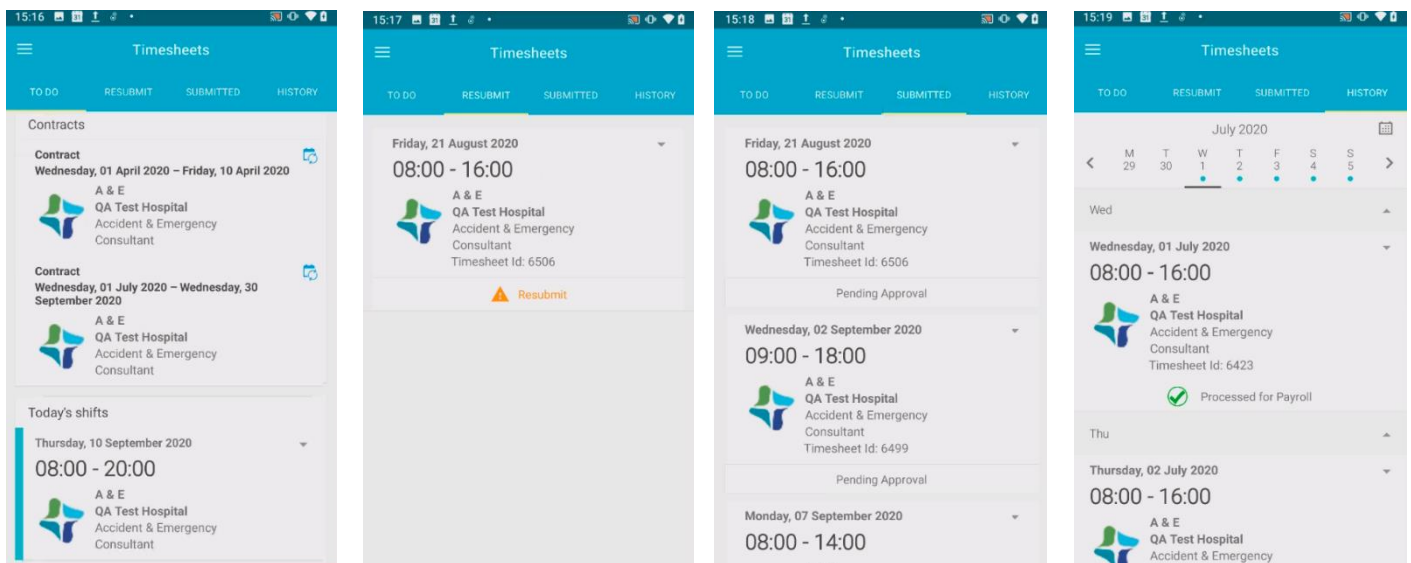 15:16
Timesheets
TO DO RESUBMIT SUBMITTED HISTORY
Contracts
Contract
Wednesday, 01 April 2020 – Friday, 10 April 2020
A & E
QA Test Hospital
Accident & Emergency
Consultant
Contract
Wednesday, 01 July 2020 – Wednesday, 30
September 2020
A & E
QA Test Hospital
Accident & Emergency
Consultant
Today's shifts
Thursday, 10 September 2020
08:00 - 20:00
A & E
QA Test Hospital
Accident & Emergency
Consultant
15:17
Timesheets
TO DO RESUBMIT SUBMITTED HISTORY
Friday, 21 August 2020
08:00 - 16:00
A & E
QA Test Hospital
Accident & Emergency
Consultant
Timesheet Id: 6506
Resubmit
15:18
Timesheets
TO DO RESUBMIT SUBMITTED HISTORY
Friday, 21 August 2020
08:00 - 16:00
A & E
QA Test Hospital
Accident & Emergency
Consultant
Timesheet Id: 6506
Pending Approval
Wednesday, 02 September 2020
09:00 - 18:00
A & E
QA Test Hospital
Accident & Emergency
Consultant
Timesheet Id: 6499
Pending Approval
Monday, 07 September 2020
08:00 - 14:00
15:19
Timesheets
TO DO RESUBMIT SUBMITTED HISTORY
July 2020
M T W T F S S
29 30 1 2 3 4 5
Wed
Wednesday, 01 July 2020
08:00 - 16:00
A & E
QA Test Hospital
Accident & Emergency
Consultant
Timesheet Id: 6423
Processed for Payroll
Thu
Thursday, 02 July 2020
08:00 - 16:00
A & E
QA Test Hospital
Accident & Emergency